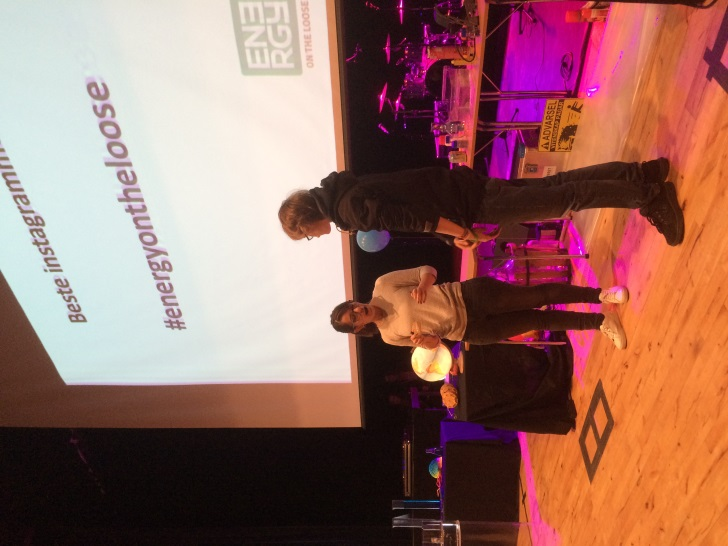 ENE
RGY
ON THE LOOSE
Beste instagramm
#energyontheloose
ADVARSEL